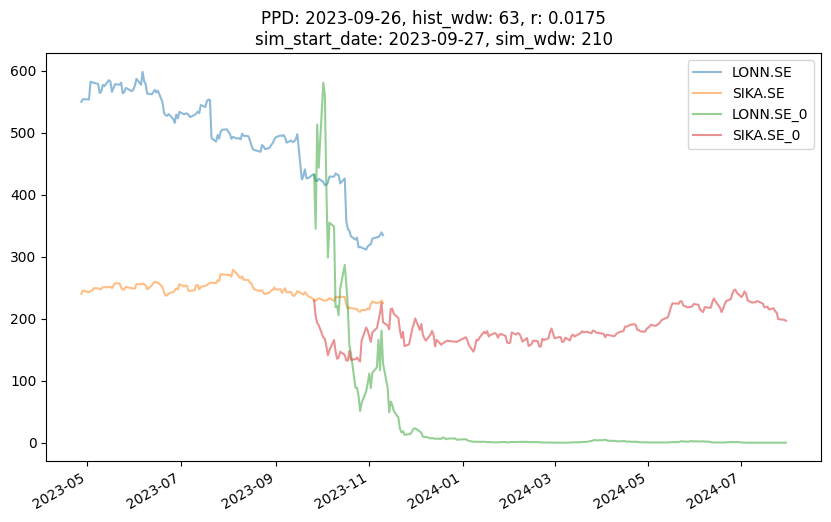 PPD: 2023-09-26, hist_wdw: 63, r: 0.0175
sim_start_date: 2023-09-27, sim_wdw: 210
LONN.SE
SIKA.SE
LONN.SE_0
SIKA.SE_0
600
500
400
300
200
100
0
2023-05
2023-07
2023-09
2023-11
2024-01
2024-03
2024-05
2024-07